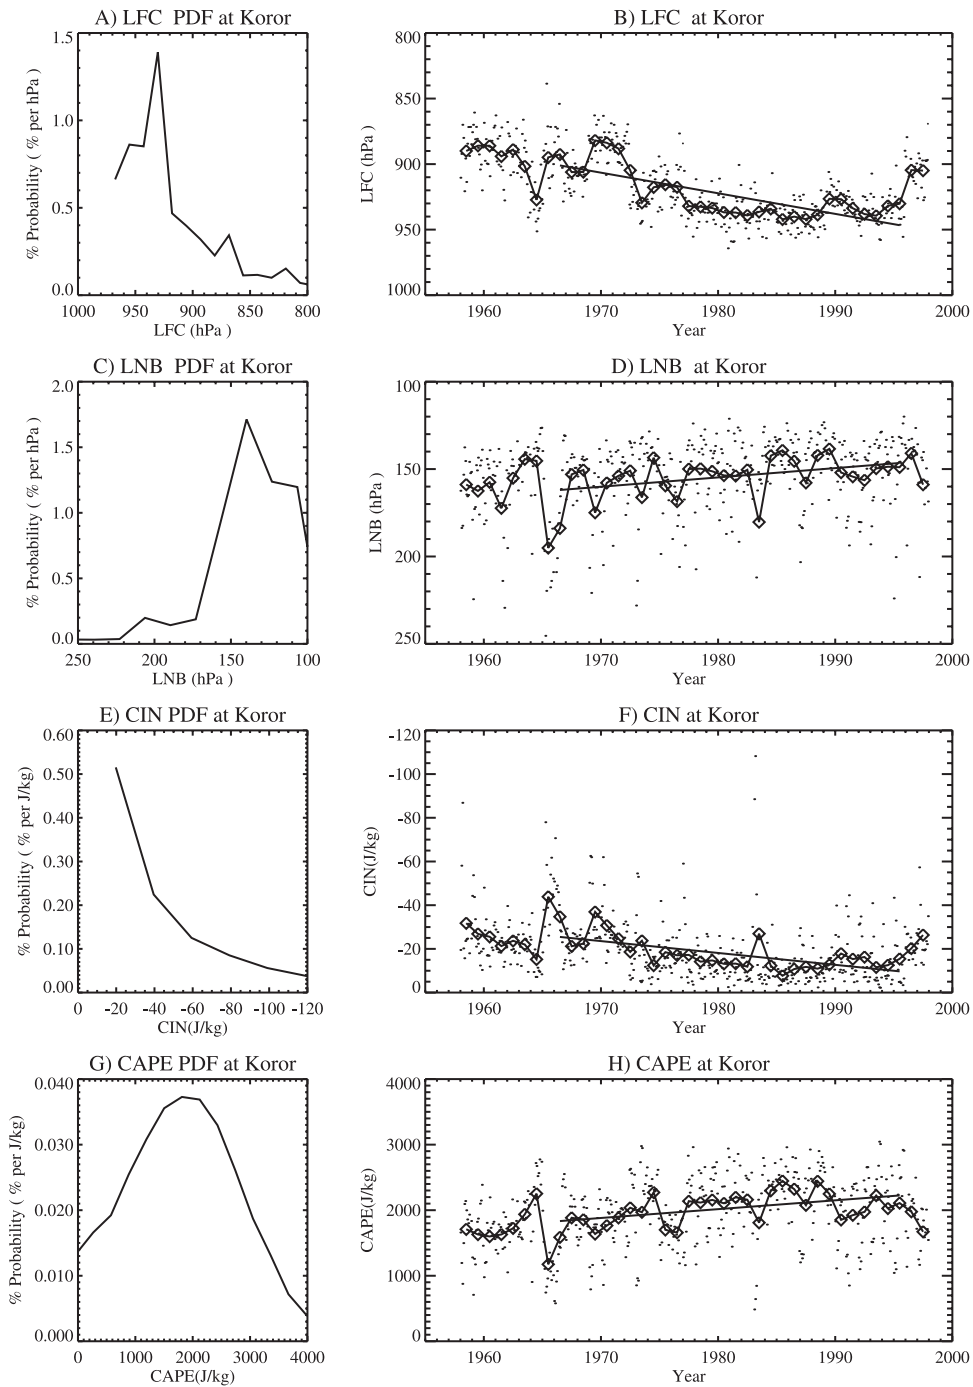 A) LFC PDF at Koror
1.5
1.0
0.5
0.0
% Probability ( % per hPa )
1000 950 900 850 800
LFC (hPa )
B) LFC at Koror
800
850
900
950
1000
LFC (hPa )
1960 1970 1980 1990 2000
Year
C) LNB PDF at Koror
2.0
1.5
1.0
0.5
0.0
% Probability ( % per hPa )
250 200 140 100
LNB (hPa )
D) LNB at Koror
100
150
200
250
LNB (hPa )
1960 1970 1980 1990 2000
Year
E) CIN PDF at Koror
0.60
0.50
0.40
0.30
0.20
0.10
0.00
% Probability ( % per J/kg)
0 -20 -40 -60 -80 -100 -120
CIN(J/kg)
F) CIN at Koror
-120
-100
-80
-60
-40
-20
0
CIN(J/kg)
1960 1970 1980 1990 2000
Year
G) CAPE PDF at Koror
0.040
0.030
0.020
0.010
0.000
% Probability ( % per J/kg)
0 1000 2000 3000 4000
CAPE(J/kg)
H) CAPE at Koror
4000
3000
2000
1000
0
CAPE(J/kg)
1960 1970 1980 1990 2000
Year